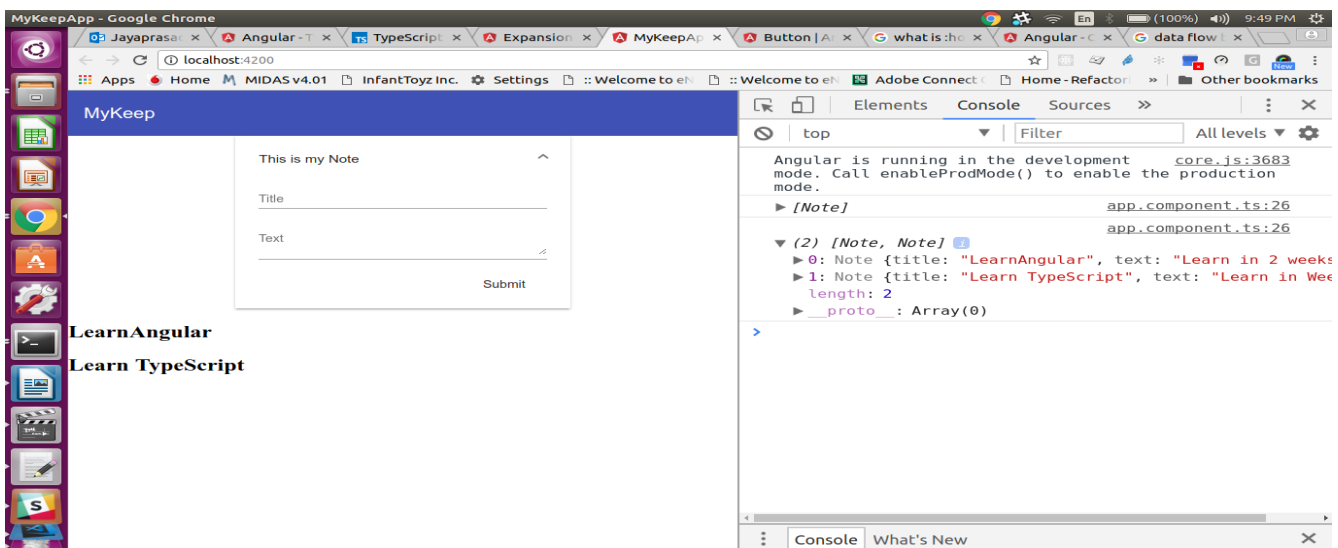 MyKeepApp - Google Chrome
En (100%) 9:49 PM
Jayaprasad Angular - T TypeScript Expansion MyKeepAp Button | A what is :ho Angular - C data flow
localhost:4200
New
Apps Home MIDAS v4.01 InfantToyz Inc. Settings :: Welcome to eN :: Welcome to eN Adobe Connect Home - Refactori » Other bookmarks
MyKeep
This is my Note
Title
Text
Submit
LearnAngular
Learn TypeScript
Elements Console Sources »
top Filter All levels
Angular is running in the development core.js:3683
mode. Call enableProdMode() to enable the production
mode.
[Note] app.component.ts:26
app.component.ts:26
(2) [Note, Note]
0: Note {title: "LearnAngular", text: "Learn in 2 weeks
1: Note {title: "Learn TypeScript", text: "Learn in Wee
length: 2
__proto__: Array(0)
>
Console What's New